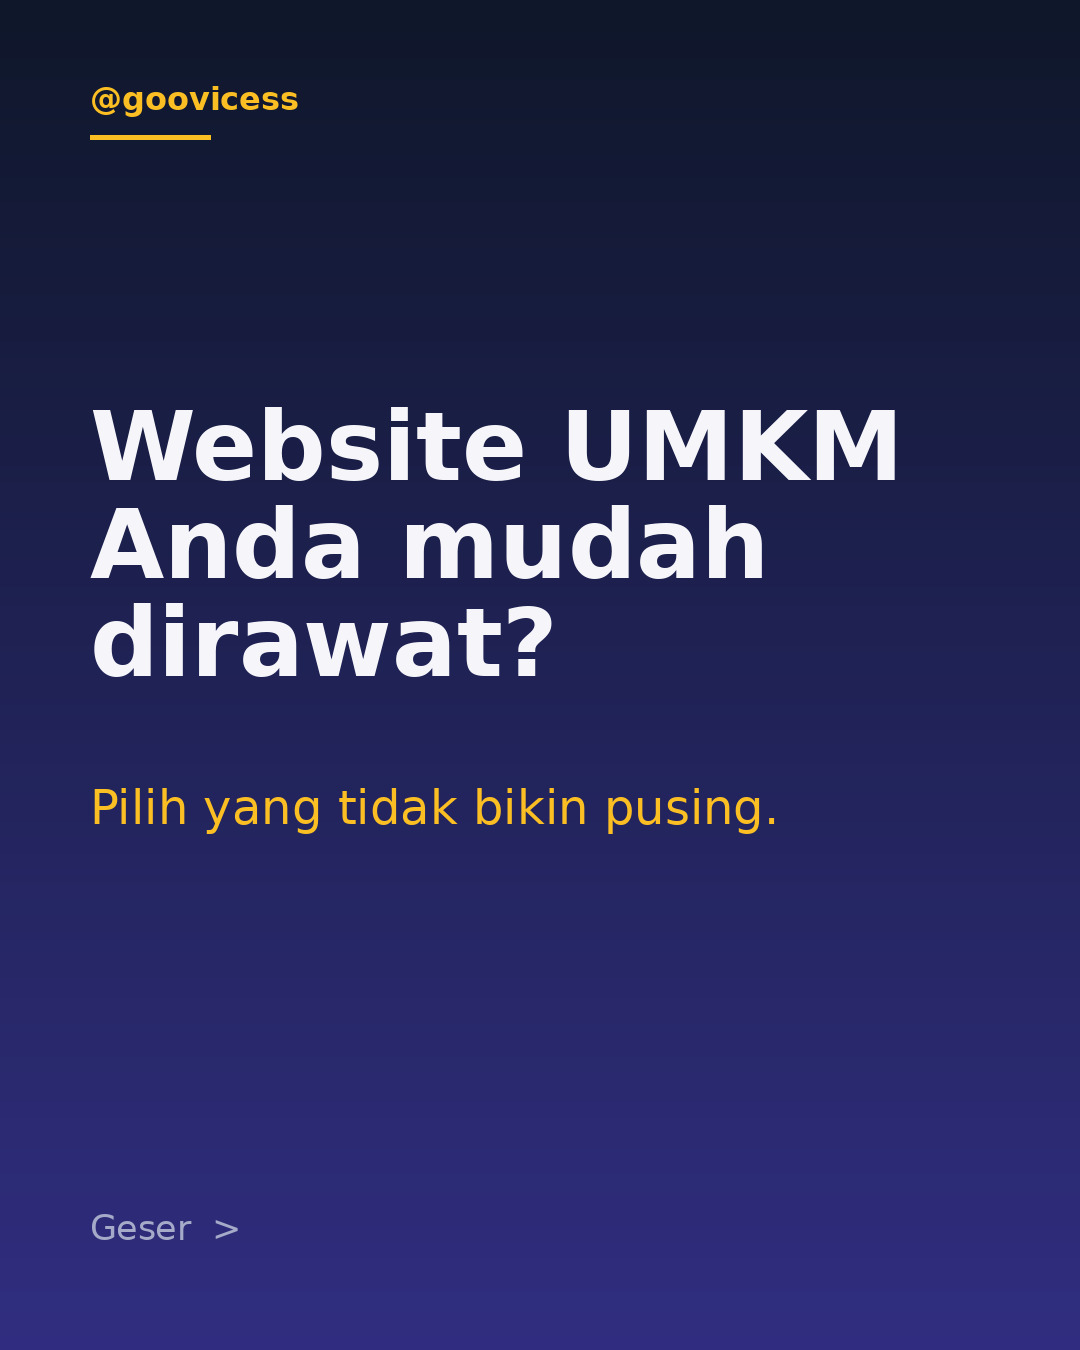 @goovicess
Website UMKM
Anda mudah
dirawat?
Pilih yang tidak bikin pusing.
Geser >